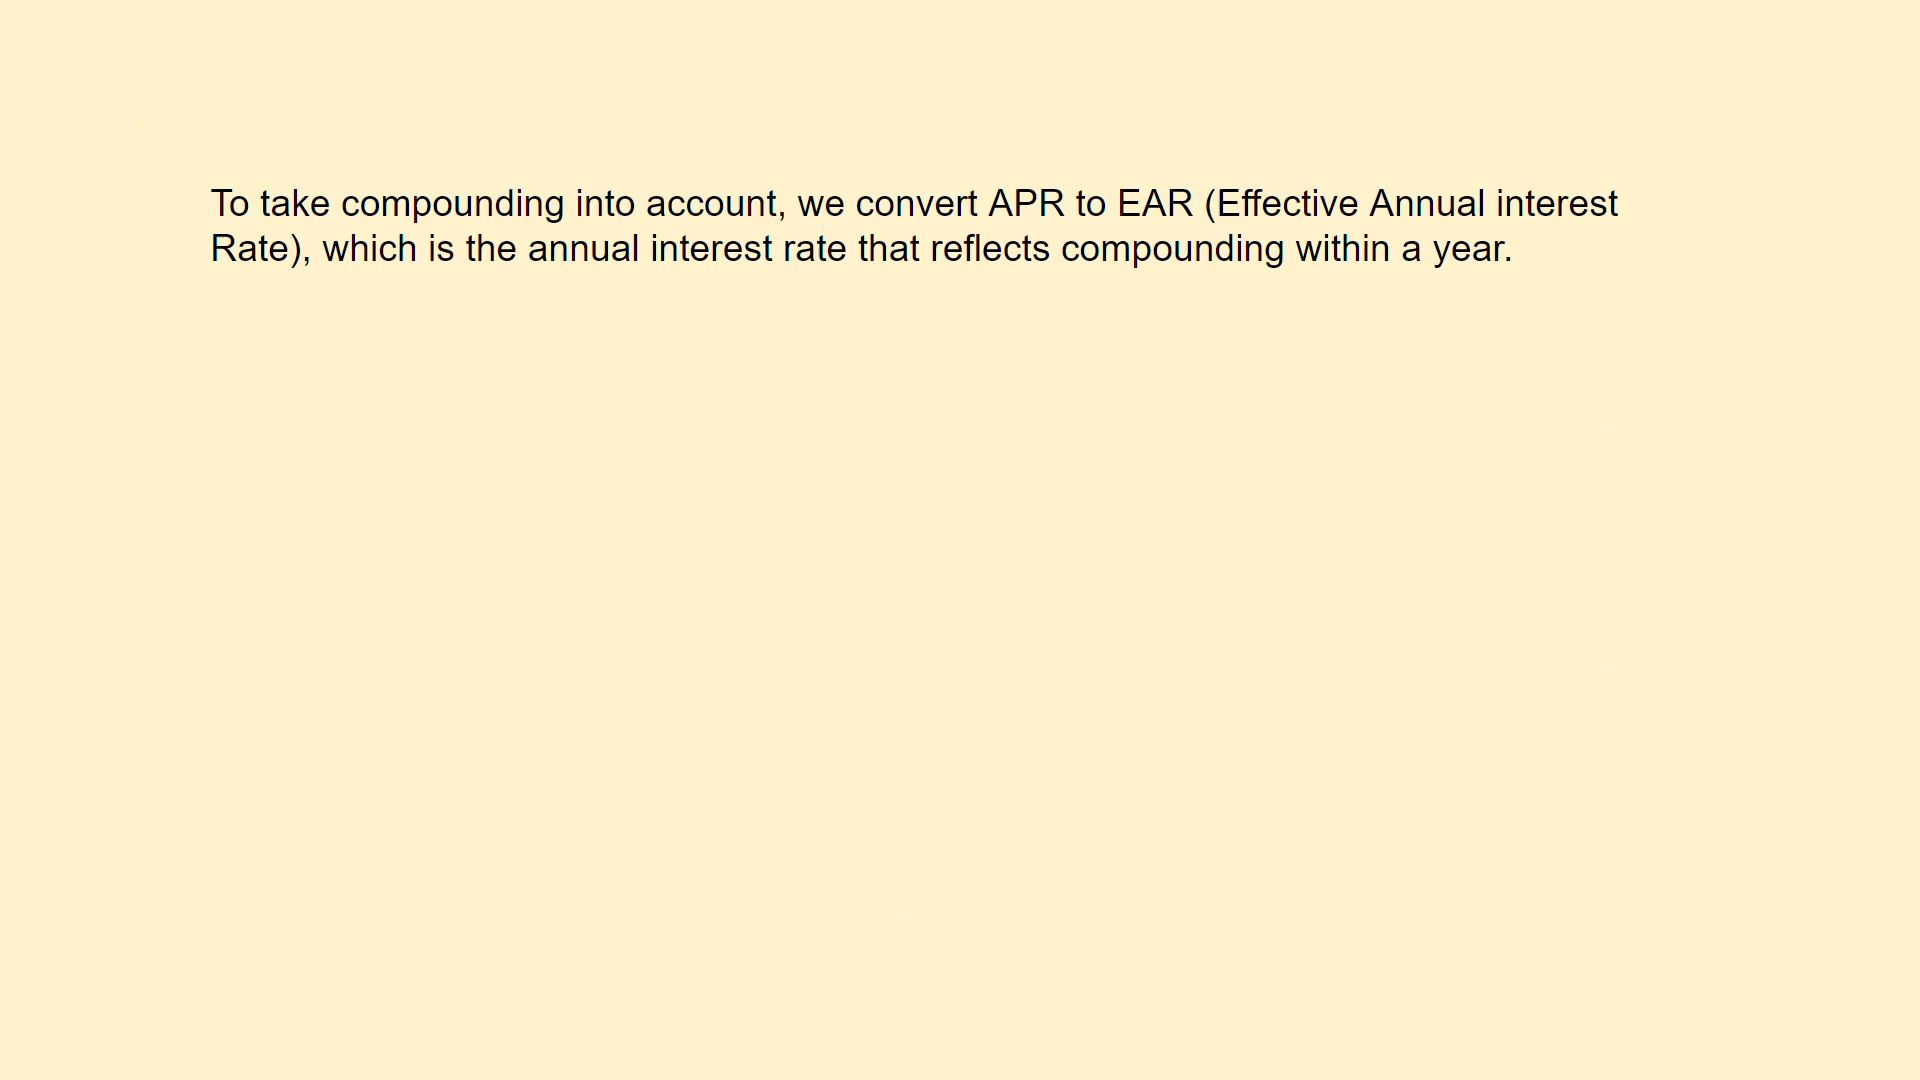 To take compounding into account, we convert APR to EAR (Effective Annual interest
Rate), which is the annual interest rate that reflects compounding within a year.